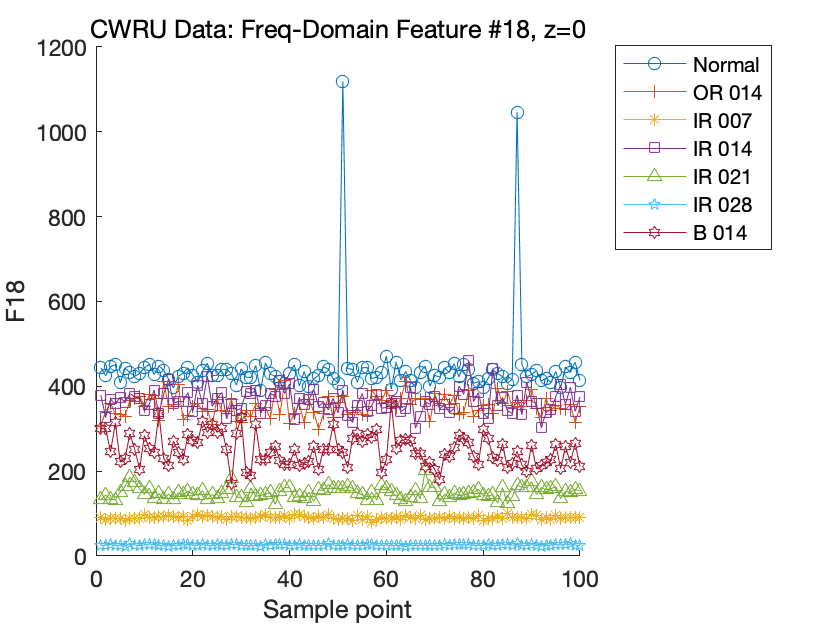 CWRU Data: Freq-Domain Feature #18, z=0
1200
1000
800
600
400
200
0
F18
0 20 40 60 80 100
Sample point
Normal
OR 014
IR 007
IR 014
IR 021
IR 028
B 014